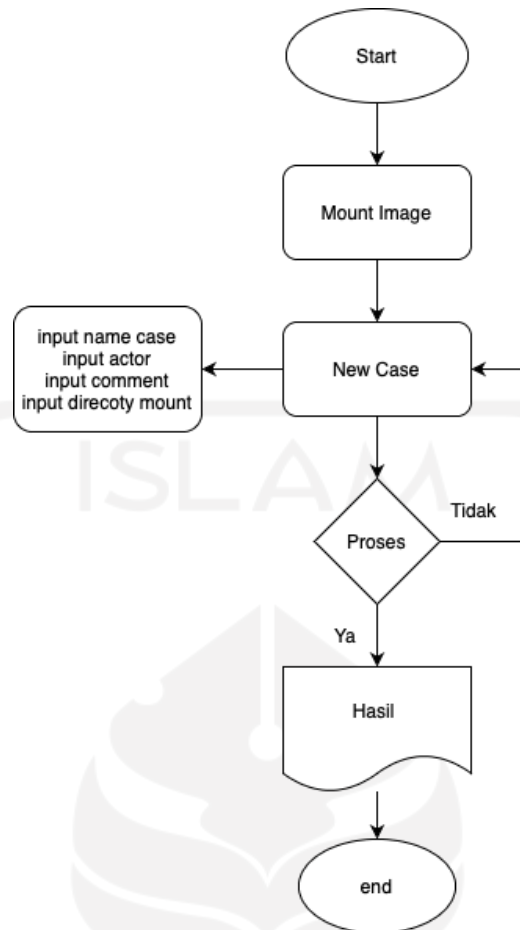 Start
Mount Image
input name case
input actor
input comment
input direcoty mount
New Case
ISLAM
Proses
Tidak
Ya
Hasil
end